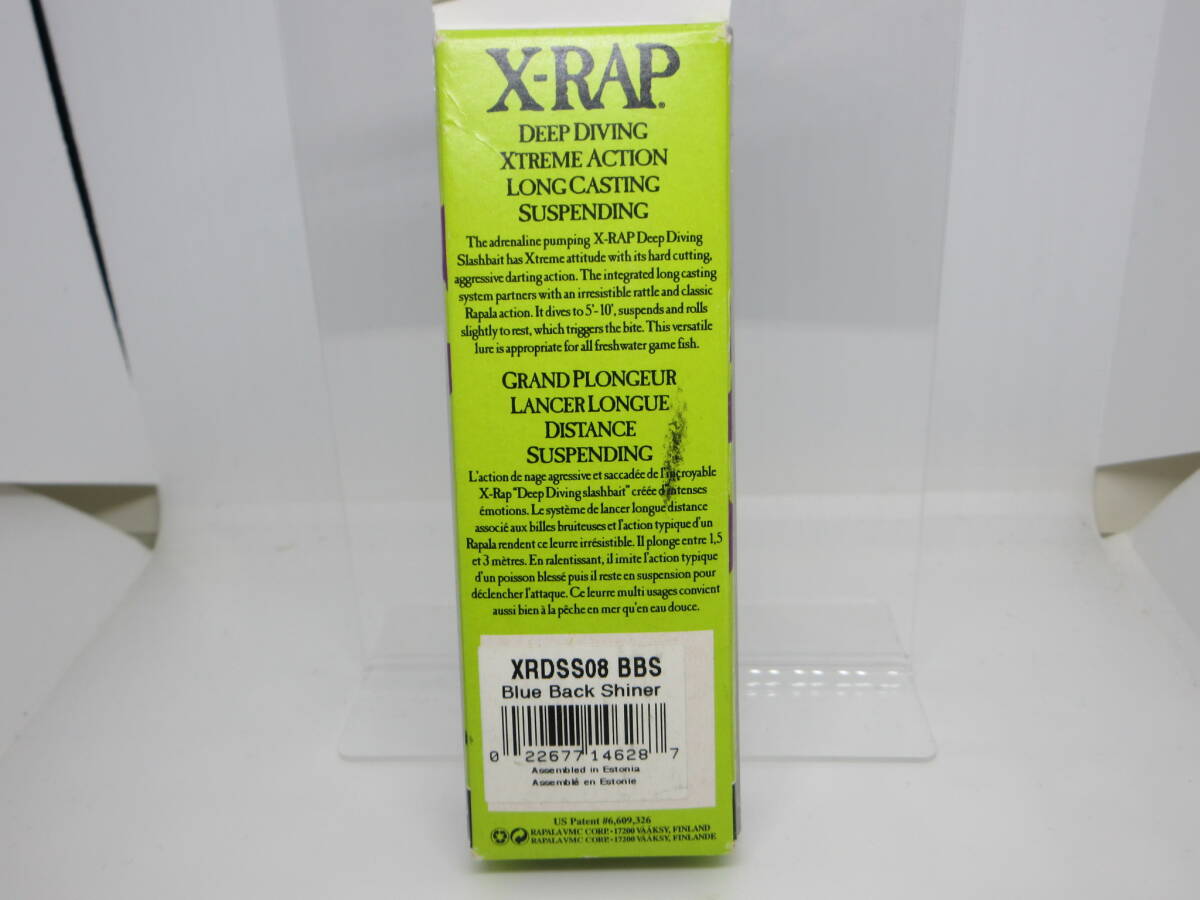 X-RAP®
DEEP DIVING
XTREME ACTION
LONG CASTING
SUSPENDING
The adrenaline pumping X-RAP Deep Diving
Slashbait has Xtreme attitude with its hard cutting,
aggressive darting action. The integrated long casting
system partners with an irresistible rattle and classic
Rapala action. It dives to 5'-10', suspends and rolls
slightly to rest, which triggers the bite. This versatile
lure is appropriate for all freshwater game fish.
GRAND PLONGEUR
LANCER LONGUE
DISTANCE
SUSPENDING
L'action de nage agressive et saccadée de l'incroyable
X-Rap "Deep Diving slashbait" créée d'intenses
émotions. Le système de lancer longue distance
associé aux billes bruiteuses et l'action typique d'un
Rapala rendent ce leurre irrésistible. Il plonge entre 1,5
et 3 mètres. En ralentissant, il imite l'action typique
d'un poisson blessé puis il reste en suspension pour
déclencher l'attaque. Ce leurre multi usages convient
aussi bien à la pêche en mer qu'en eau douce.
XRDSS08 BBS
Blue Back Shiner
0 22677 14628 7
Assembled in Estonia
Assemblé en Estonie
US Patent #6,609,326
RAPALA VMC CORP. • 17200 VÄÄKSY, FINLAND
RAPALA VMC CORP. • 17200 VÄÄKSY, FINLANDE